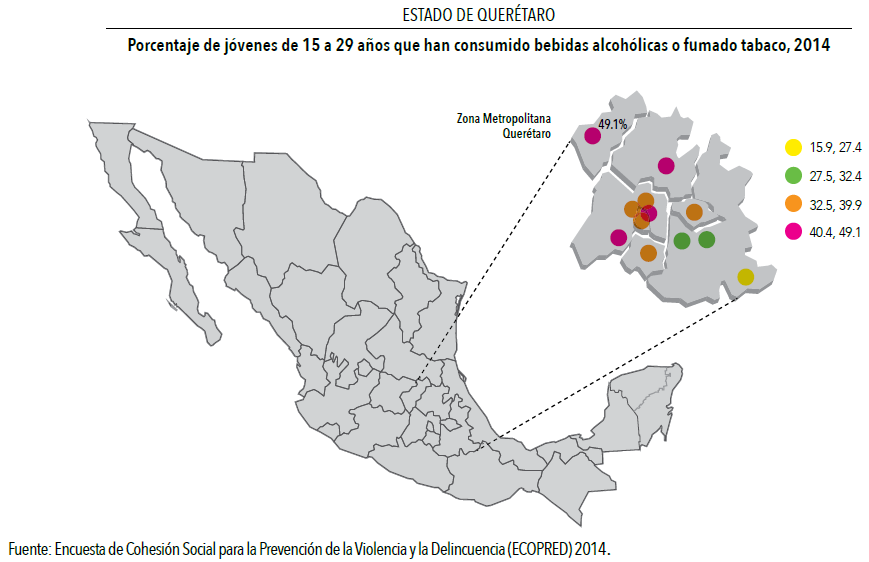 ESTADO DE QUERÉTARO
Porcentaje de jóvenes de 15 a 29 años que han consumido bebidas alcohólicas o fumado tabaco, 2014
Zona Metropolitana
Querétaro
49.1%
15.9, 27.4
27.5, 32.4
32.5, 39.9
40.4, 49.1
Fuente: Encuesta de Cohesión Social para la Prevención de la Violencia y la Delincuencia (ECOPRED) 2014.